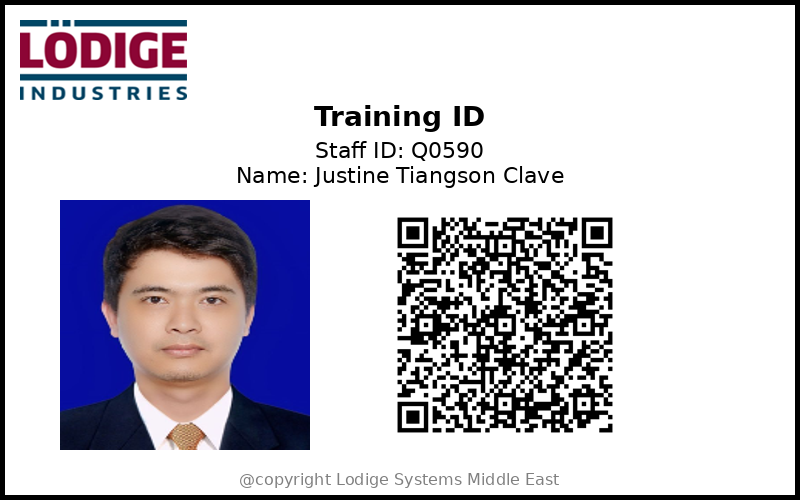 LÖDIGE
INDUSTRIES
Training ID
Staff ID: Q0590
Name: Justine Tiangson Clave
@copyright Lodige Systems Middle East